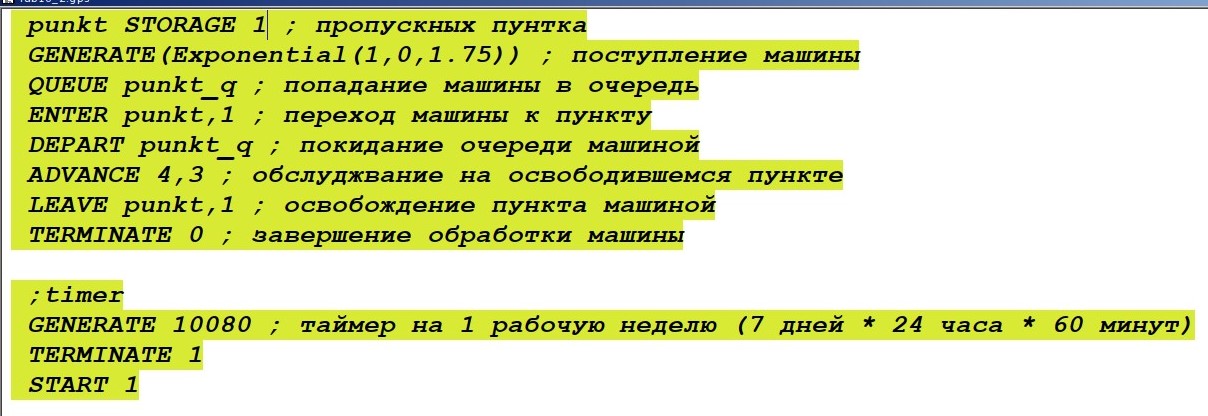 punkt STORAGE 1 ; пропускных пунтка
GENERATE(Exponential(1,0,1.75)) ; поступление машины
QUEUE punkt_q ; попадание машины в очередь
ENTER punkt,1 ; переход машины к пункту
DEPART punkt_q ; покидание очереди машиной
ADVANCE 4,3 ; обслуджвание на освободившемся пункте
LEAVE punkt,1 ; освобождение пункта машиной
TERMINATE 0 ; завершение обработки машины
;timer
GENERATE 10080 ; таймер на 1 рабочую неделю (7 дней * 24 часа * 60 минут)
TERMINATE 1
START 1